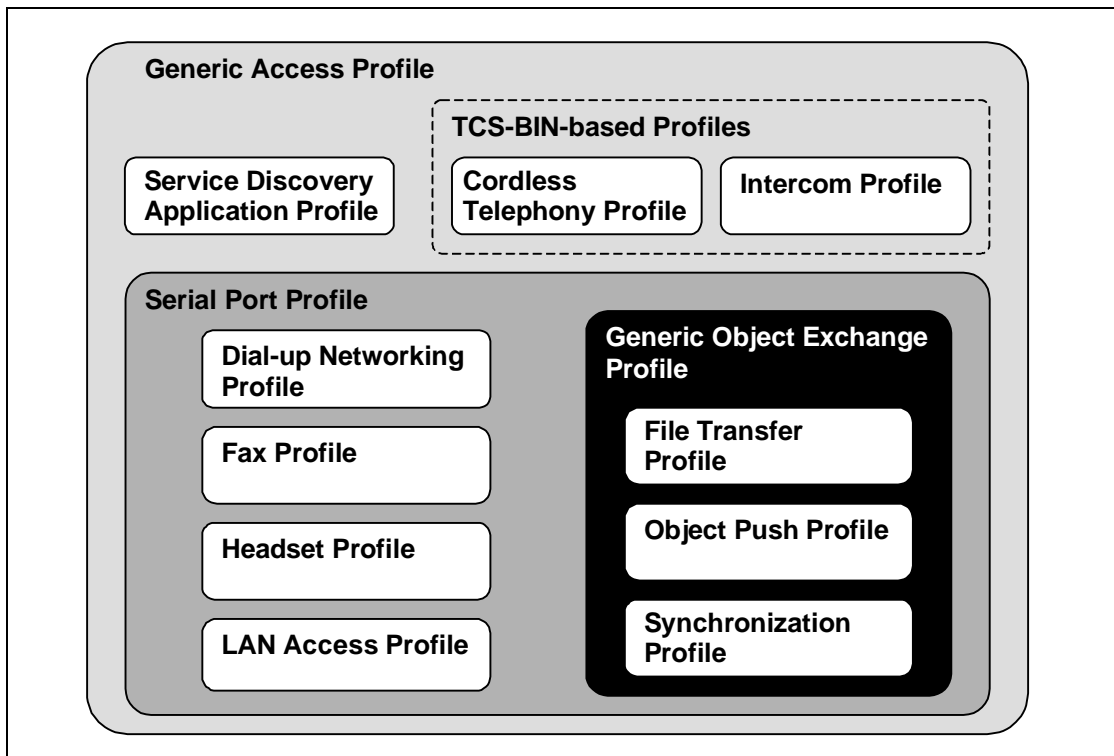 Generic Access Profile
TCS-BIN-based Profiles
Service Discovery
Application Profile
Cordless
Telephony Profile
Intercom Profile
Serial Port Profile
Dial-up Networking
Profile
Fax Profile
Headset Profile
LAN Access Profile
Generic Object Exchange
Profile
File Transfer
Profile
Object Push Profile
Synchronization
Profile